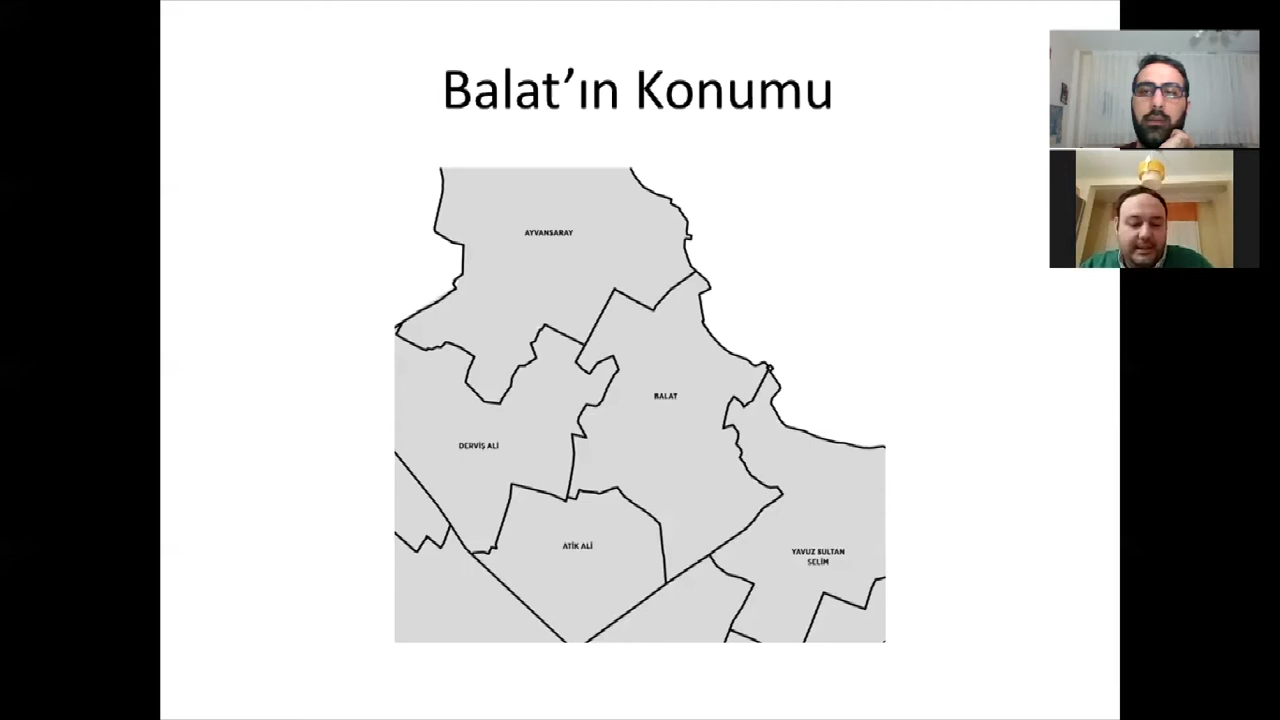 Balat’ın Konumu
AYVANSARAY
BALAT
DERVİŞ ALİ
ATİK ALİ
YAVUZ SULTAN
SELİM